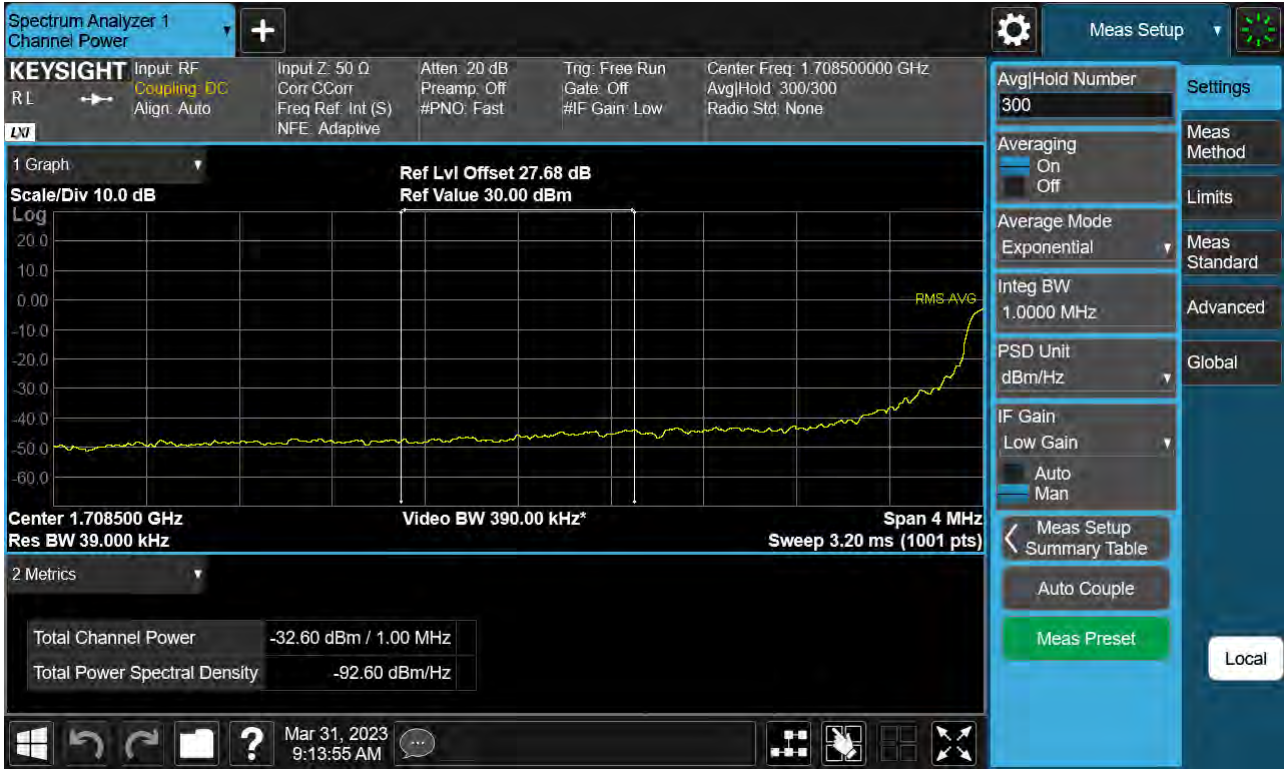 Spectrum Analyzer 1
Channel Power
+
Meas Setup
KEYSIGHT
RL
LXI
Input: RF
Coupling: DC
Align: Auto
Input Z: 50 Ω
Corr CCorr
Freq Ref: Int (S)
NFE: Adaptive
Atten: 20 dB
Preamp: Off
#PNO: Fast
Trig: Free Run
Gate: Off
#IF Gain: Low
Center Freq: 1.708500000 GHz
Avg|Hold: 300/300
Radio Std: None
1 Graph
Scale/Div 10.0 dB
Ref Lvl Offset 27.68 dB
Ref Value 30.00 dBm
Log
20.0
10.0
0.00
-10.0
-20.0
-30.0
-40.0
-50.0
-60.0
RMS AVG
Center 1.708500 GHz
Res BW 39.000 kHz
Video BW 390.00 kHz*
Span 4 MHz
Sweep 3.20 ms (1001 pts)
2 Metrics
Total Channel Power -32.60 dBm / 1.00 MHz
Total Power Spectral Density -92.60 dBm/Hz
?
Mar 31, 2023
9:13:55 AM
Avg|Hold Number
300
Averaging
On
Off
Average Mode
Exponential
Integ BW
1.0000 MHz
PSD Unit
dBm/Hz
IF Gain
Low Gain
Auto
Man
Meas Setup
Summary Table
Auto Couple
Meas Preset
Settings
Meas
Method
Limits
Meas
Standard
Advanced
Global
Local